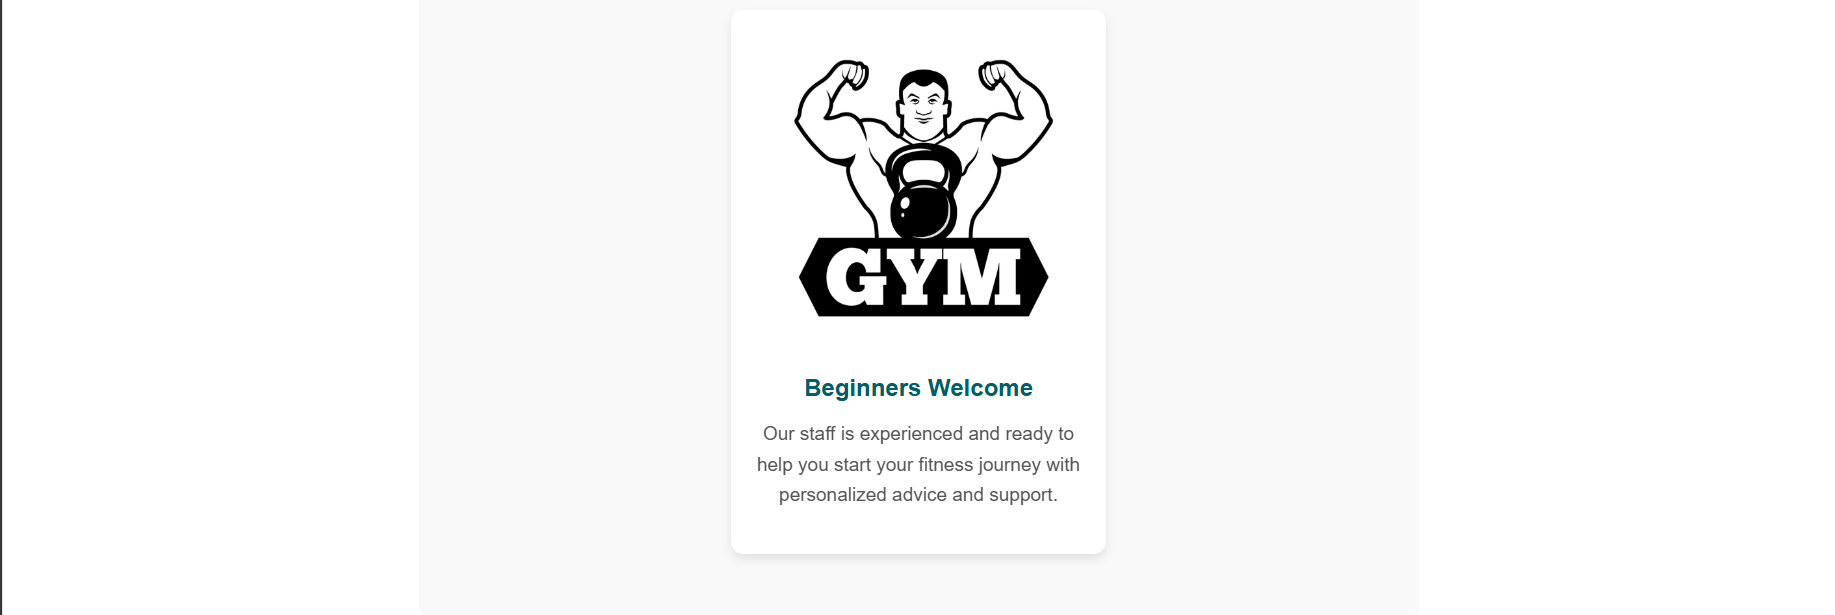 GYM
Beginners Welcome
Our staff is experienced and ready to
help you start your fitness journey with
personalized advice and support.